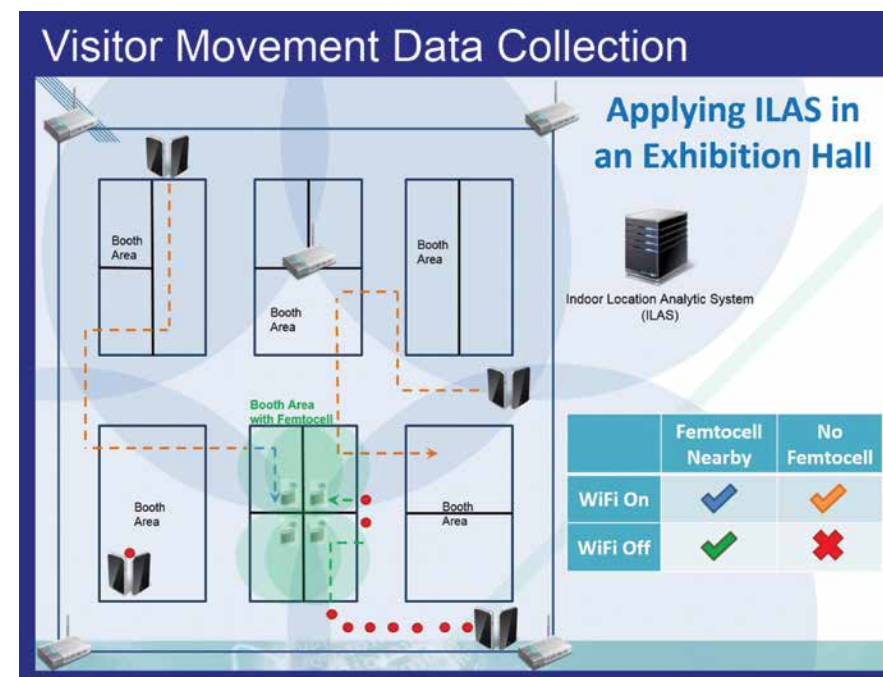 Visitor Movement Data Collection
Applying ILAS in
an Exhibition Hall
Booth
Area
Booth
Area
Booth
Area
Indoor Location Analytic System
(ILAS)
Booth Area
with Femtocell
Booth
Area
Booth
Area
Femtocell
Nearby
No
Femtocell
WiFi On
WiFi Off